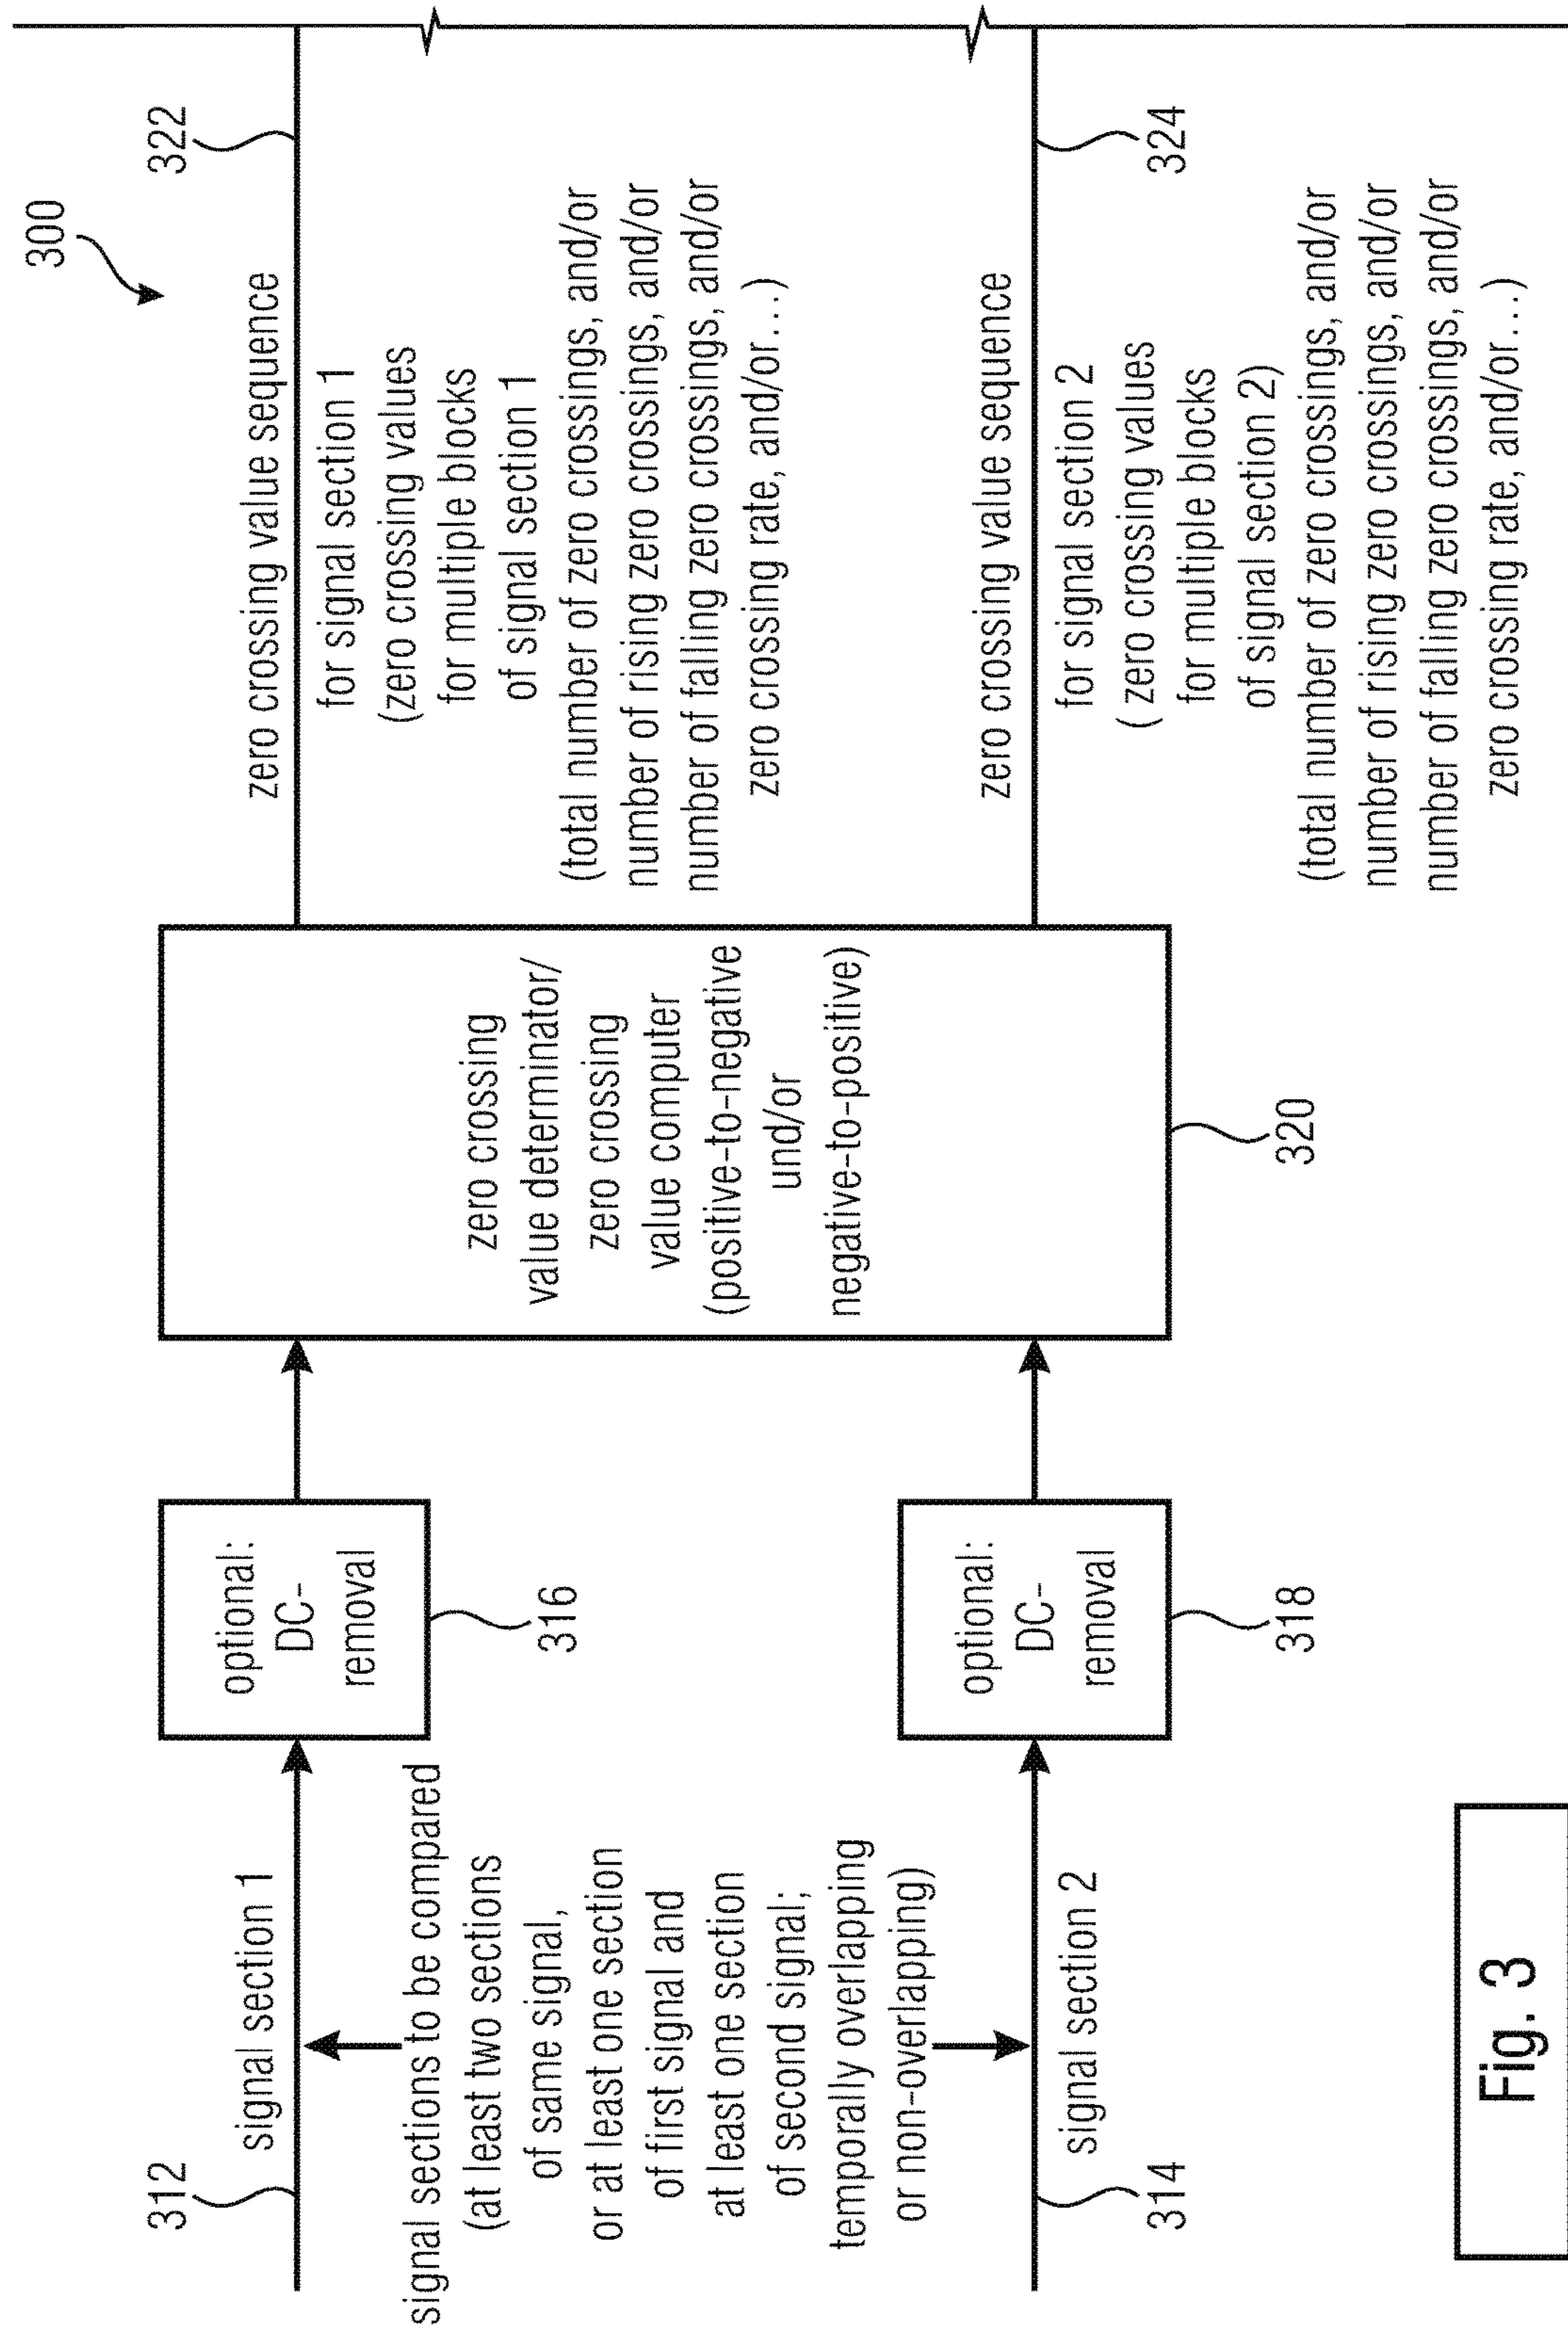 300
312
signal section 1
signal sections to be compared
(at least two sections
of same signal,
or at least one section
of first signal and
at least one section
of second signal;
temporally overlapping
or non-overlapping)
314
signal section 2
optional:
DC-
removal
316
optional:
DC-
removal
318
zero crossing
value determinator/
zero crossing
value computer
(positive-to-negative
und/or
negative-to-positive)
320
zero crossing value sequence
322
for signal section 1
(zero crossing values
for multiple blocks
of signal section 1
(total number of zero crossings, and/or
number of rising zero crossings, and/or
number of falling zero crossings, and/or
zero crossing rate, and/or...)
zero crossing value sequence
324
for signal section 2
( zero crossing values
for multiple blocks
of signal section 2)
(total number of zero crossings, and/or
number of rising zero crossings, and/or
number of falling zero crossings, and/or
zero crossing rate, and/or...)
Fig. 3